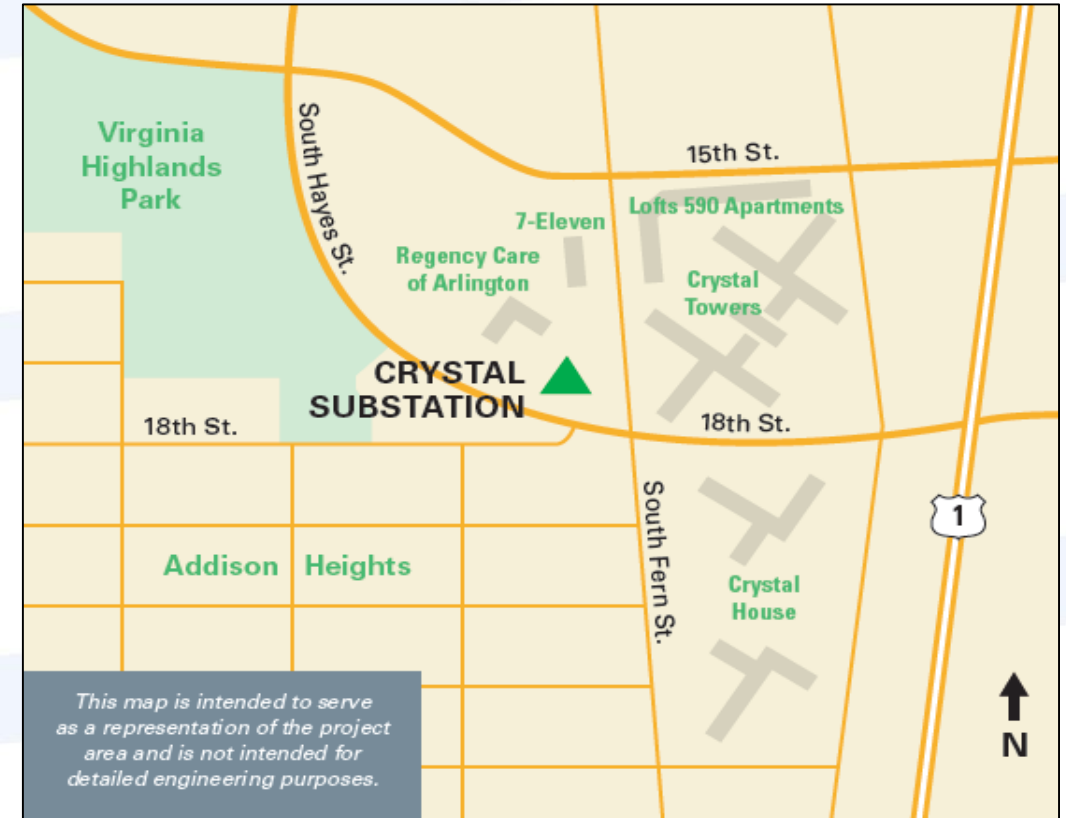 Virginia
Highlands
Park
South Hayes St.
15th St.
7-Eleven
Lofts 590 Apartments
Regency Care
of Arlington
Crystal
Towers
CRYSTAL
SUBSTATION
18th St.
18th St.
South Fern St.
1
Addison Heights
Crystal
House
This map is intended to serve
as a representation of the project
area and is not intended for
detailed engineering purposes.
N